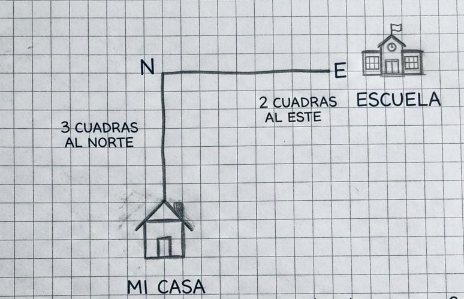 N
E
ESCUELA
2 CUADRAS
AL ESTE
3 CUADRAS
AL NORTE
MI CASA